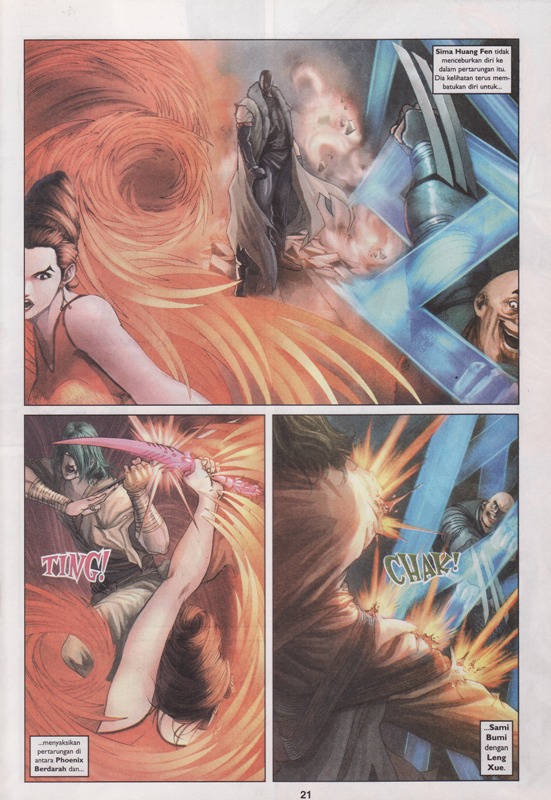 Sima Huang Fen tidak
menceburkan diri ke
dalam pertarungan itu.
Dia kelihatan terus mem-
batukan diri untuk...
TING!
...menyaksikan
pertarungan di
antara Phoenix
Berdarah dan...
CHAK!
...Sami
Bumi
dengan
Leng
Xue.
21